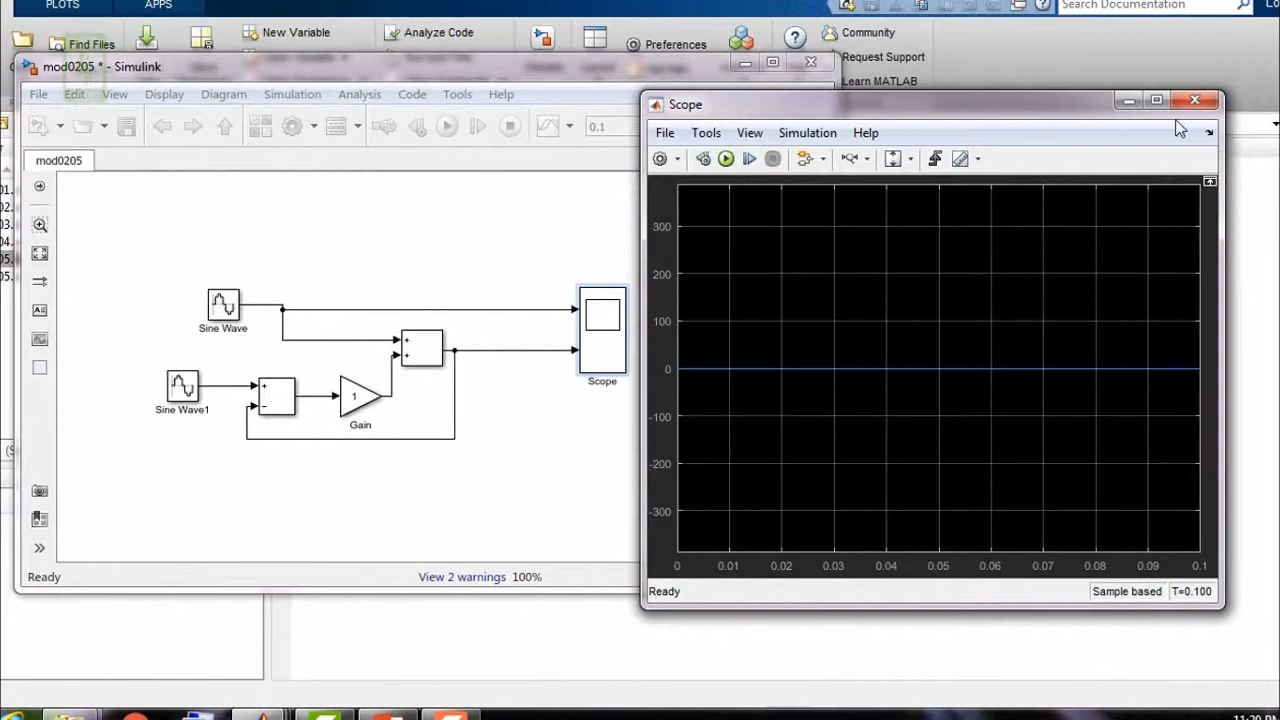 PLOTS
APPS
Search Documentation
Find Files
New Variable
Analyze Code
Preferences
Community
Request Support
Learn MATLAB
mod0205 * - Simulink
File Edit View Display Diagram Simulation Analysis Code Tools Help
0.1
mod0205
Sine Wave
+
+
Sine Wave1
+
−
1
Gain
Scope
Ready
View 2 warnings 100%
Scope
File Tools View Simulation Help
300
200
100
0
-100
-200
-300
0 0.01 0.02 0.03 0.04 0.05 0.06 0.07 0.08 0.09 0.1
Ready
Sample based T=0.100